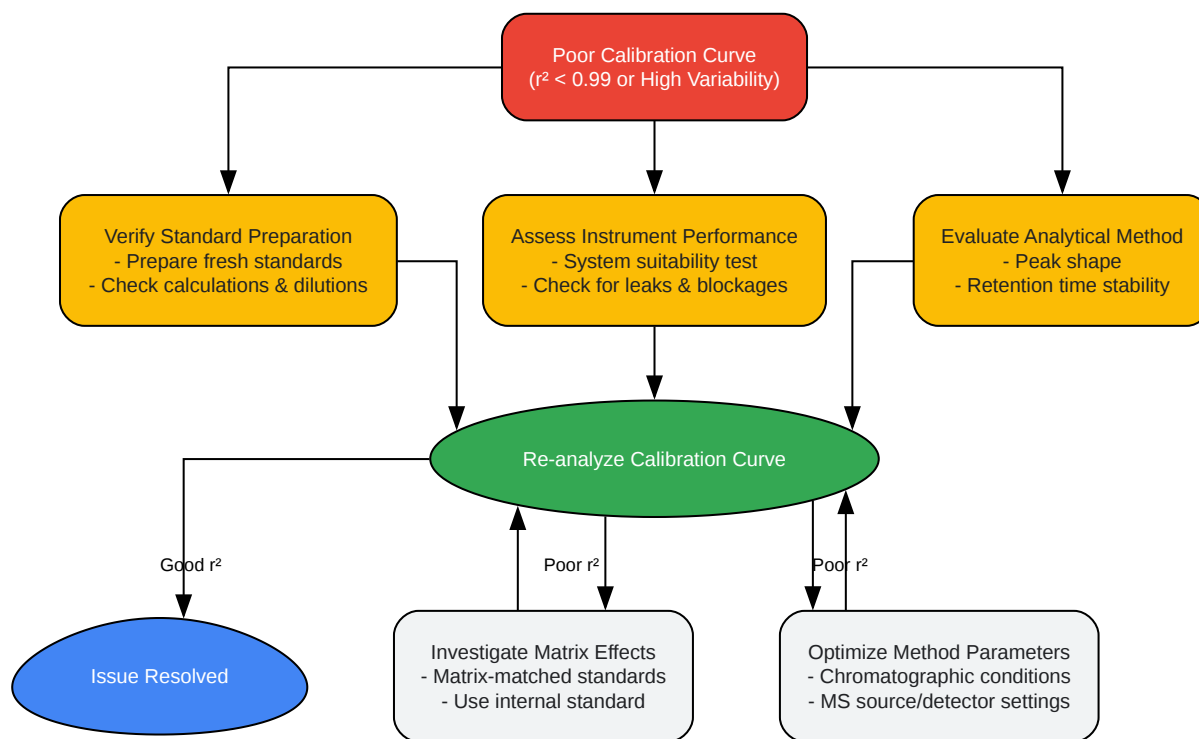 Poor Calibration Curve
(r² < 0.99 or High Variability)
Verify Standard Preparation
- Prepare fresh standards
- Check calculations & dilutions
Assess Instrument Performance
- System suitability test
- Check for leaks & blockages
Evaluate Analytical Method
- Peak shape
- Retention time stability
Re-analyze Calibration Curve
Good r²
Poor r²
Poor r²
Issue Resolved
Investigate Matrix Effects
- Matrix-matched standards
- Use internal standard
Optimize Method Parameters
- Chromatographic conditions
- MS source/detector settings